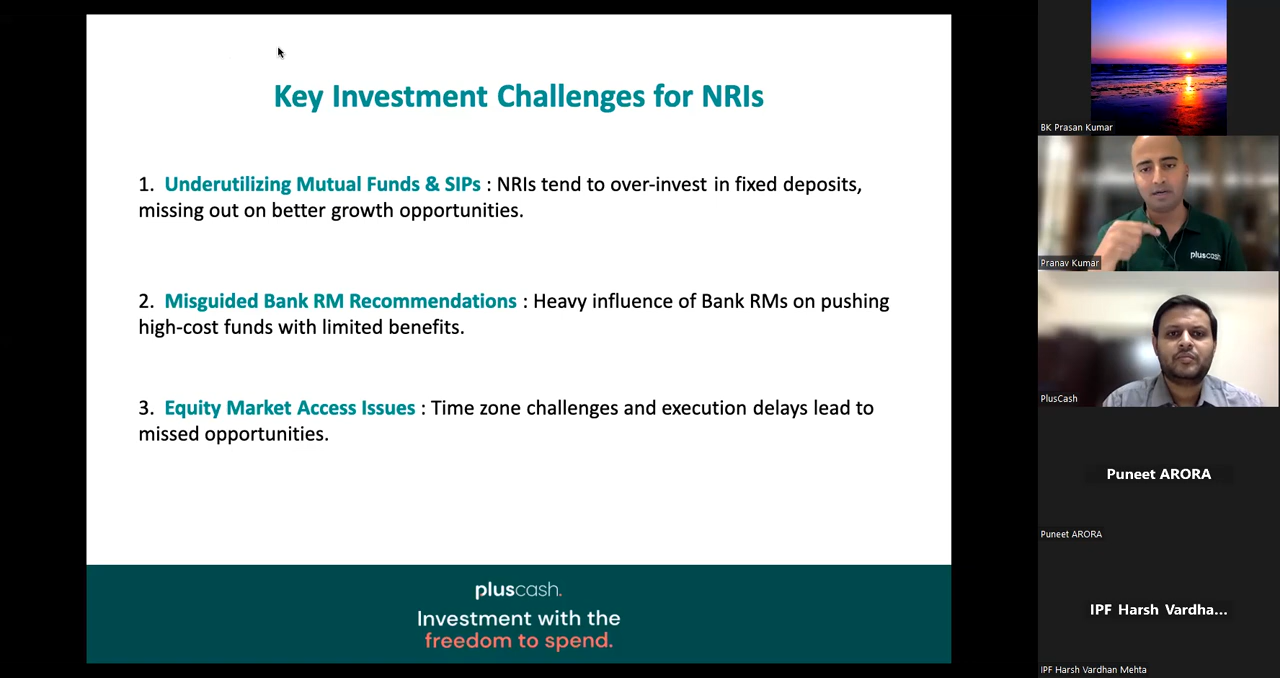 Key Investment Challenges for NRIs
1. Underutilizing Mutual Funds & SIPs : NRIs tend to over-invest in fixed deposits,
missing out on better growth opportunities.
2. Misguided Bank RM Recommendations : Heavy influence of Bank RMs on pushing
high-cost funds with limited benefits.
3. Equity Market Access Issues : Time zone challenges and execution delays lead to
missed opportunities.
pluscash.
Investment with the
freedom to spend.
BK Prasan Kumar
pluscash
Pranav Kumar
PlusCash
Puneet ARORA
Puneet ARORA
IPF Harsh Vardha...
IPF Harsh Vardhan Mehta